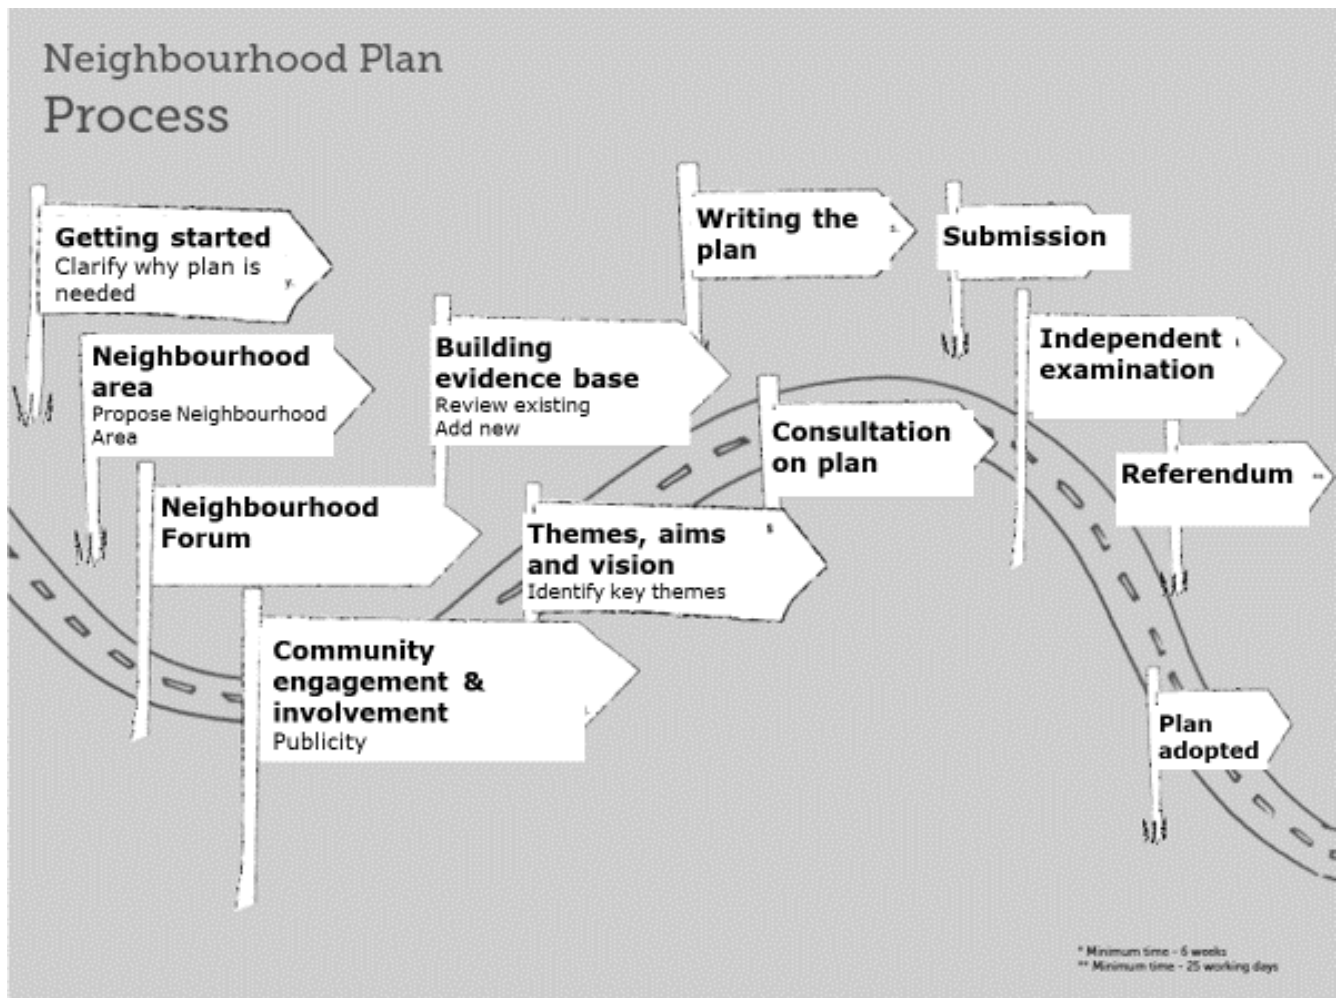 Neighbourhood Plan
Process
Getting started
Clarify why plan is
needed
Neighbourhood
area
Propose Neighbourhood
Area
Neighbourhood
Forum
Community
engagement &
involvement
Publicity
Building
evidence base
Review existing
Add new
Themes, aims
and vision
Identify key themes
Writing the
plan
Consultation
on plan
Submission
Independent
examination
Referendum **
Plan
adopted
* Minimum time - 6 weeks
** Minimum time - 25 working days